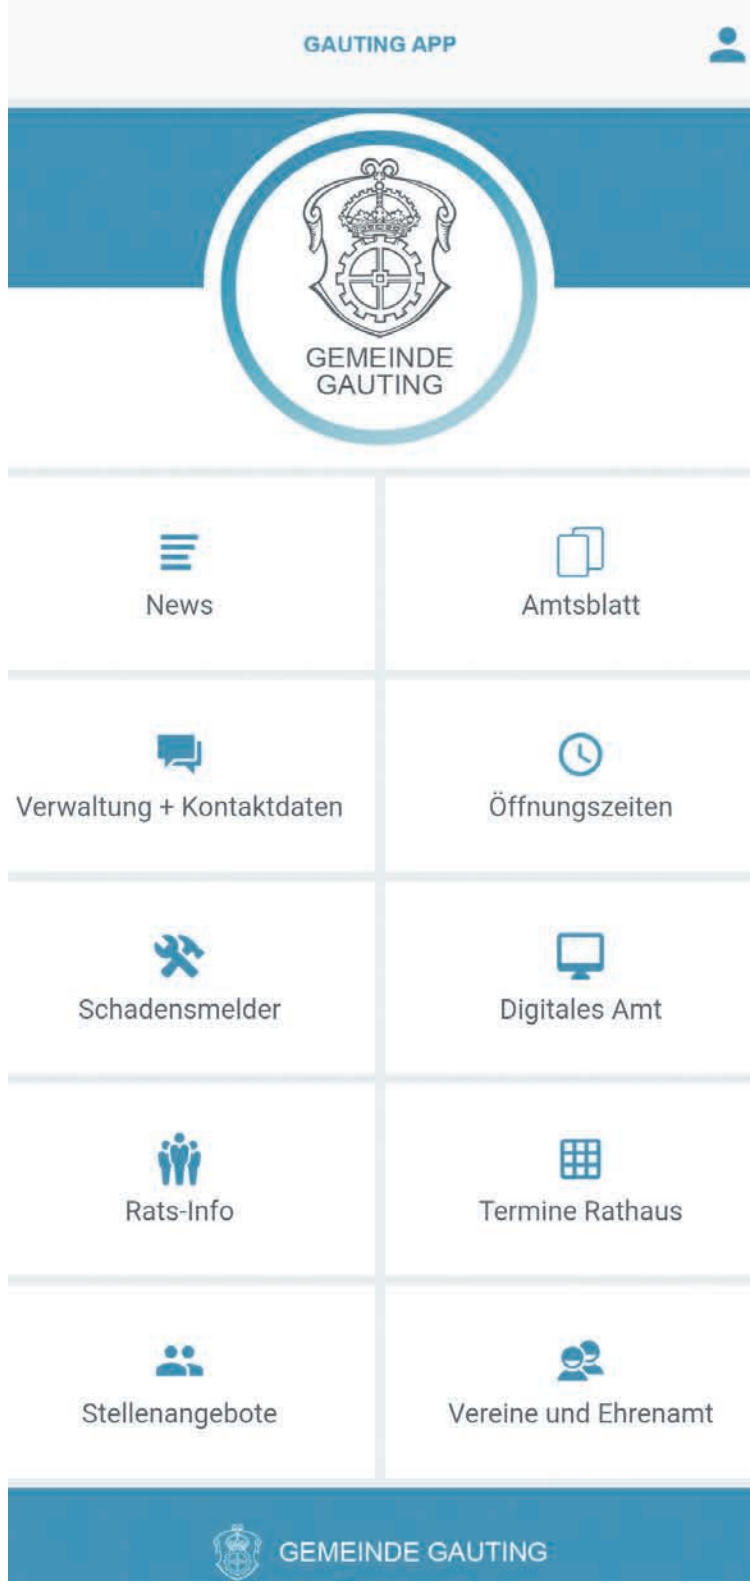 GAUTING APP
GEMEINDE
GAUTING
News
Amtsblatt
Verwaltung + Kontaktdaten
Öffnungszeiten
Schadensmelder
Digitales Amt
Rats-Info
Termine Rathaus
Stellenangebote
Vereine und Ehrenamt
GEMEINDE GAUTING